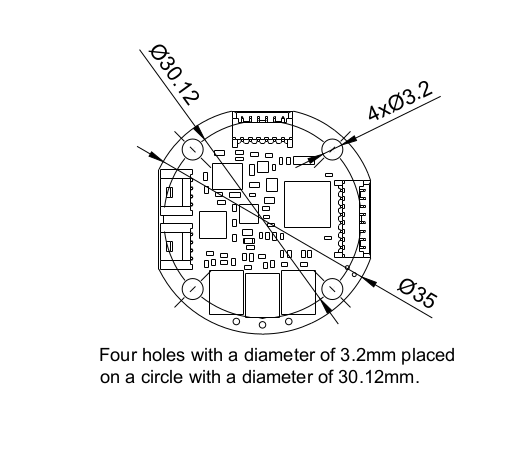 Ø30.12
4xØ3.2
Ø35
Four holes with a diameter of 3.2mm placed
on a circle with a diameter of 30.12mm.